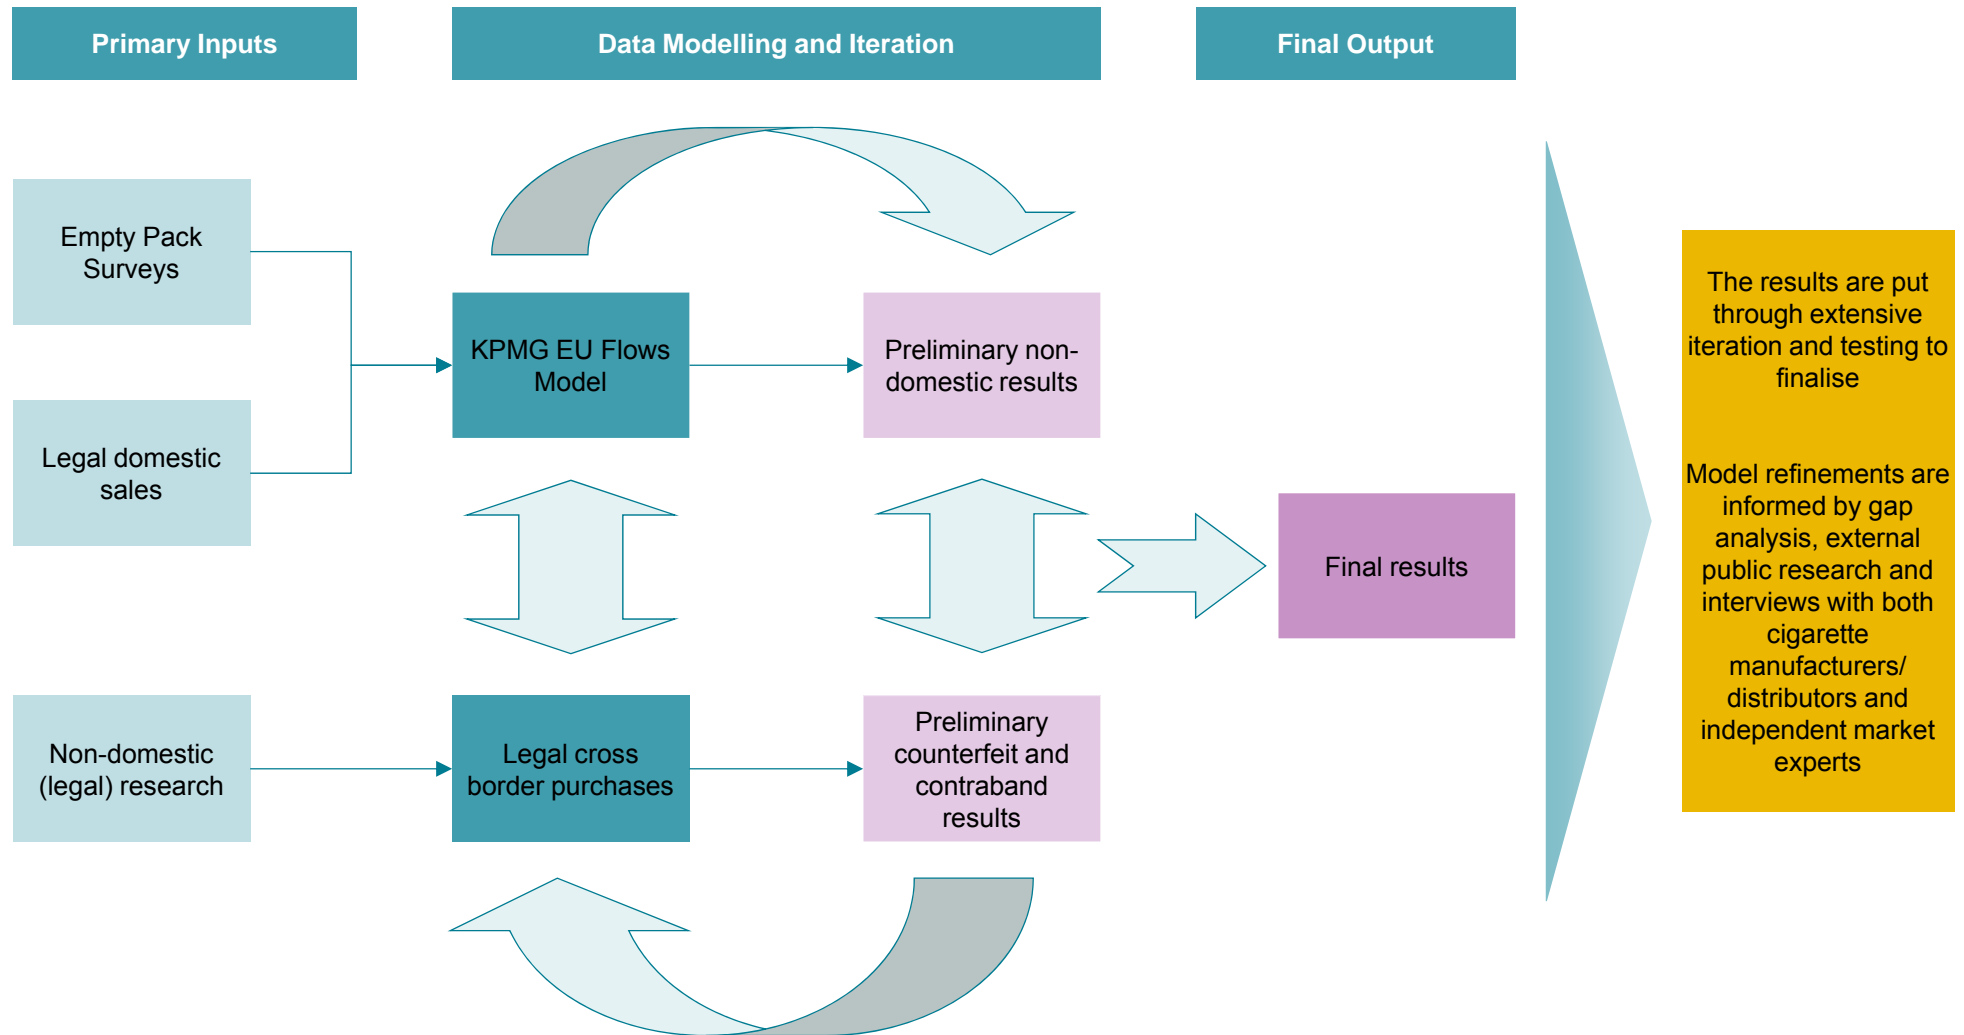 Primary Inputs
Data Modelling and Iteration
Final Output
Empty Pack
Surveys
Legal domestic
sales
Non-domestic
(legal) research
KPMG EU Flows
Model
Preliminary non-
domestic results
Legal cross
border purchases
Preliminary
counterfeit and
contraband
results
Final results
The results are put
through extensive
iteration and testing to
finalise
Model refinements are
informed by gap
analysis, external
public research and
interviews with both
cigarette
manufacturers/
distributors and
independent market
experts